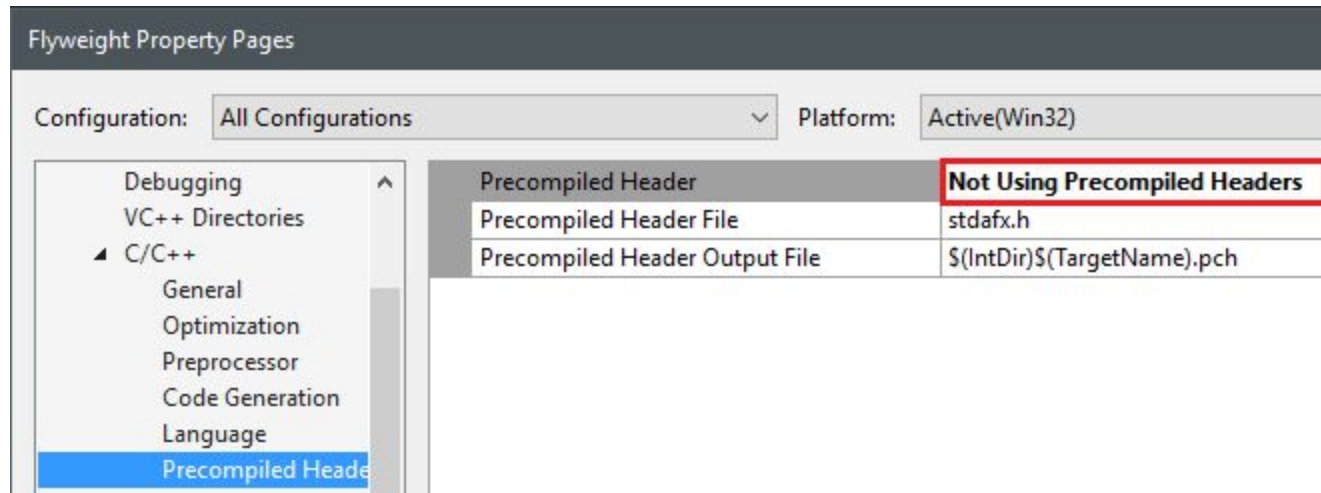 Flyweight Property Pages
Configuration: All Configurations Platform: Active(Win32)
Debugging
VC++ Directories
C/C++
General
Optimization
Preprocessor
Code Generation
Language
Precompiled Heade
Precompiled Header Not Using Precompiled Headers
Precompiled Header File stdafx.h
Precompiled Header Output File $(IntDir)$(TargetName).pch